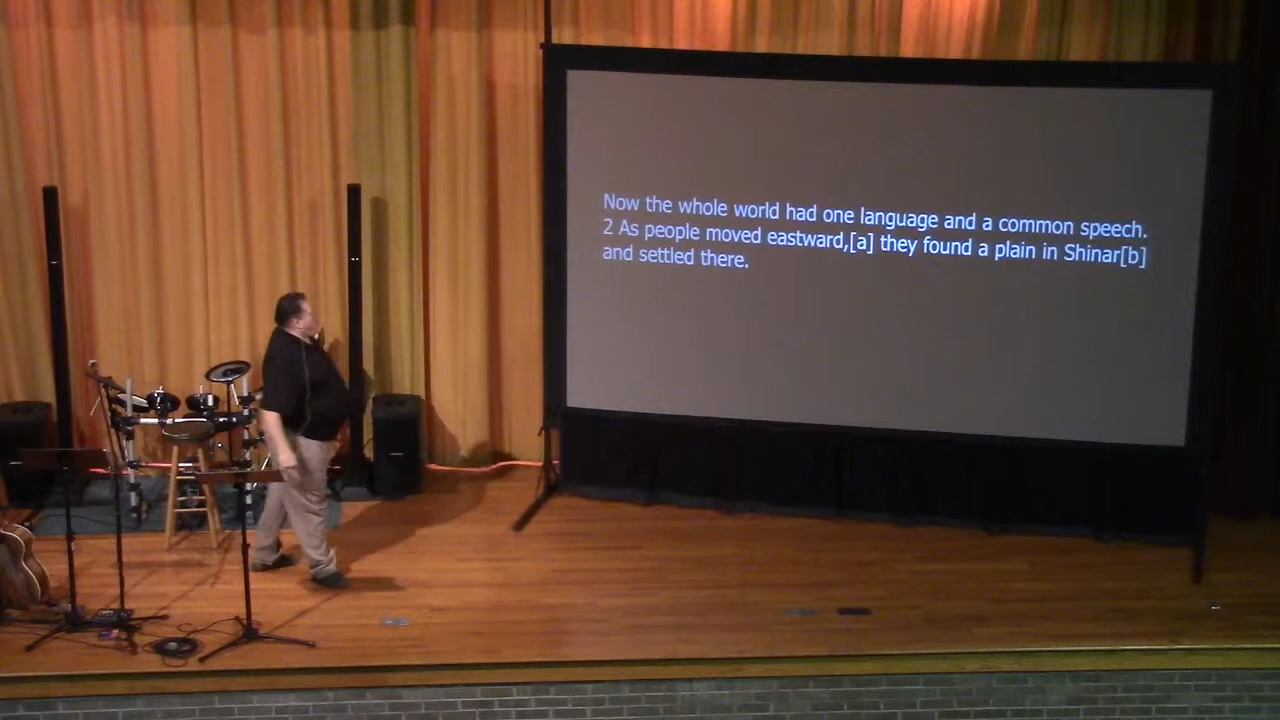 Now the whole world had one language and a common speech.
2 As people moved eastward,[a] they found a plain in Shinar[b]
and settled there.